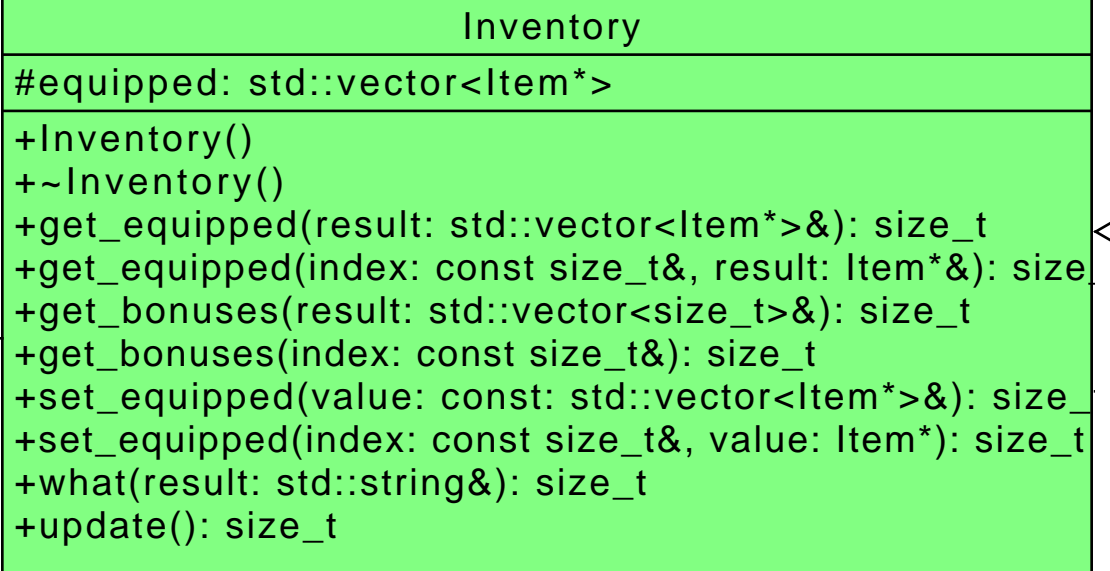 Inventory
#equipped: std::vector<Item*>
+Inventory()
+~Inventory()
+get_equipped(result: std::vector<Item*>&): size_t
+get_equipped(index: const size_t&, result: Item*&): size_
+get_bonuses(result: std::vector<size_t>&): size_t
+get_bonuses(index: const size_t&): size_t
+set_equipped(value: const: std::vector<Item*>&): size_
+set_equipped(index: const size_t&, value: Item*): size_t
+what(result: std::string&): size_t
+update(): size_t